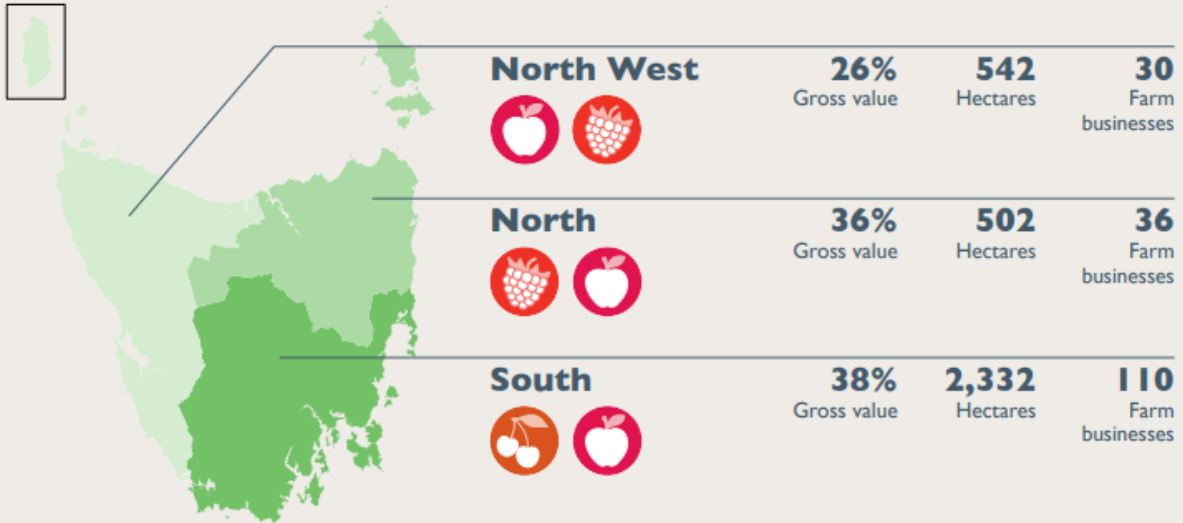 North West
26%
542
30
Gross value
Hectares
Farm
businesses
North
36%
502
36
Gross value
Hectares
Farm
businesses
South
38%
2,332
110
Gross value
Hectares
Farm
businesses